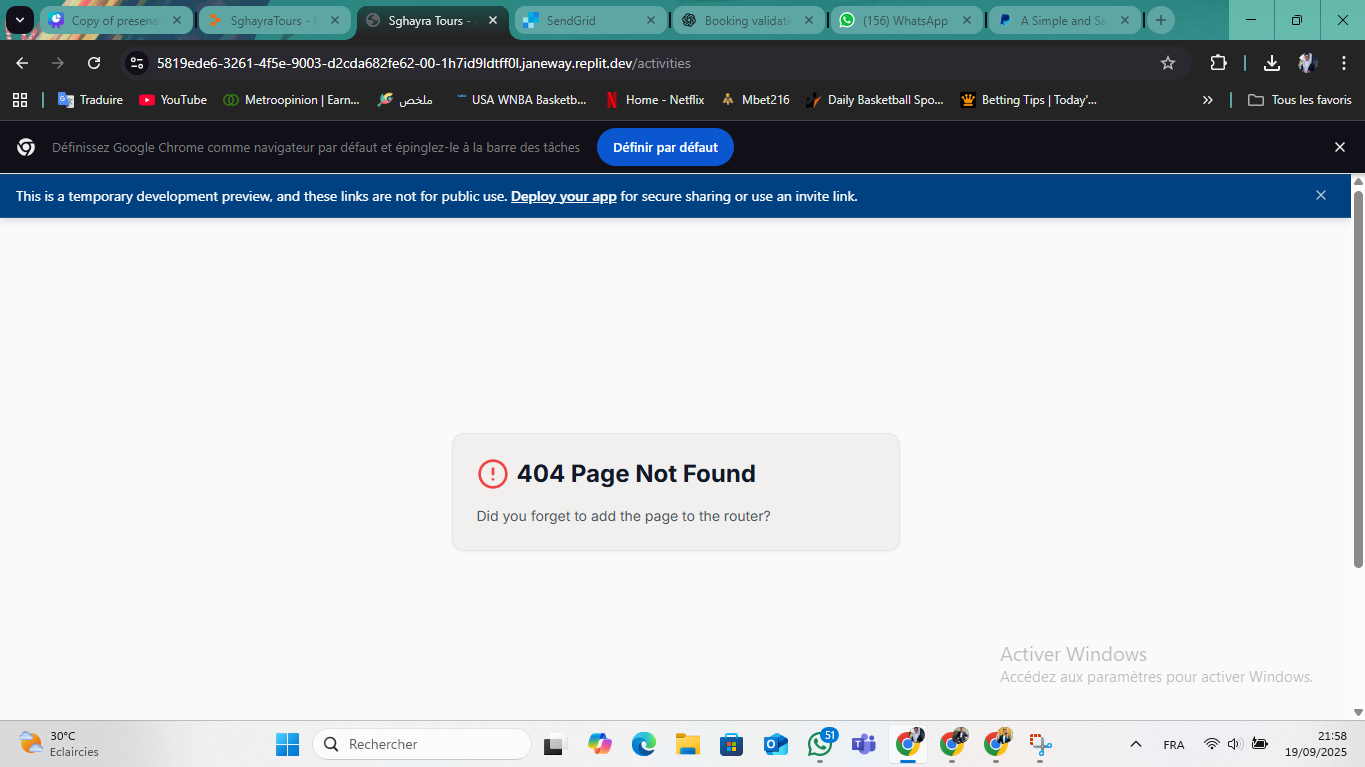 Copy of presena
SghayraTours - R
Sghayra Tours -
SendGrid
Booking validati
(156) WhatsApp
A Simple and Sa
5819ede6-3261-4f5e-9003-d2cda682fe62-00-1h7id9ldtff0l.janeway.replit.dev/activities
Traduire
YouTube
Metroopinion | Earn...
ملخص
USA WNBA Basketb...
Home - Netflix
Mbet216
Daily Basketball Spo...
Betting Tips | Today'...
Tous les favoris
Définissez Google Chrome comme navigateur par défaut et épinglez-le à la barre des tâches
Définir par défaut
This is a temporary development preview, and these links are not for public use. Deploy your app for secure sharing or use an invite link.
404 Page Not Found
Did you forget to add the page to the router?
Activer Windows
Accédez aux paramètres pour activer Windows.
30°C
Eclaircies
Rechercher
51
FRA
21:58
19/09/2025